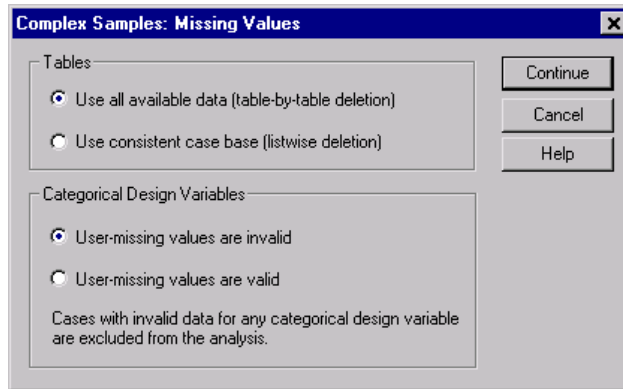 Complex Samples: Missing Values
Tables
Use all available data (table-by-table deletion)
Use consistent case base (listwise deletion)
Continue
Cancel
Help
Categorical Design Variables
User-missing values are invalid
User-missing values are valid
Cases with invalid data for any categorical design variable
are excluded from the analysis.